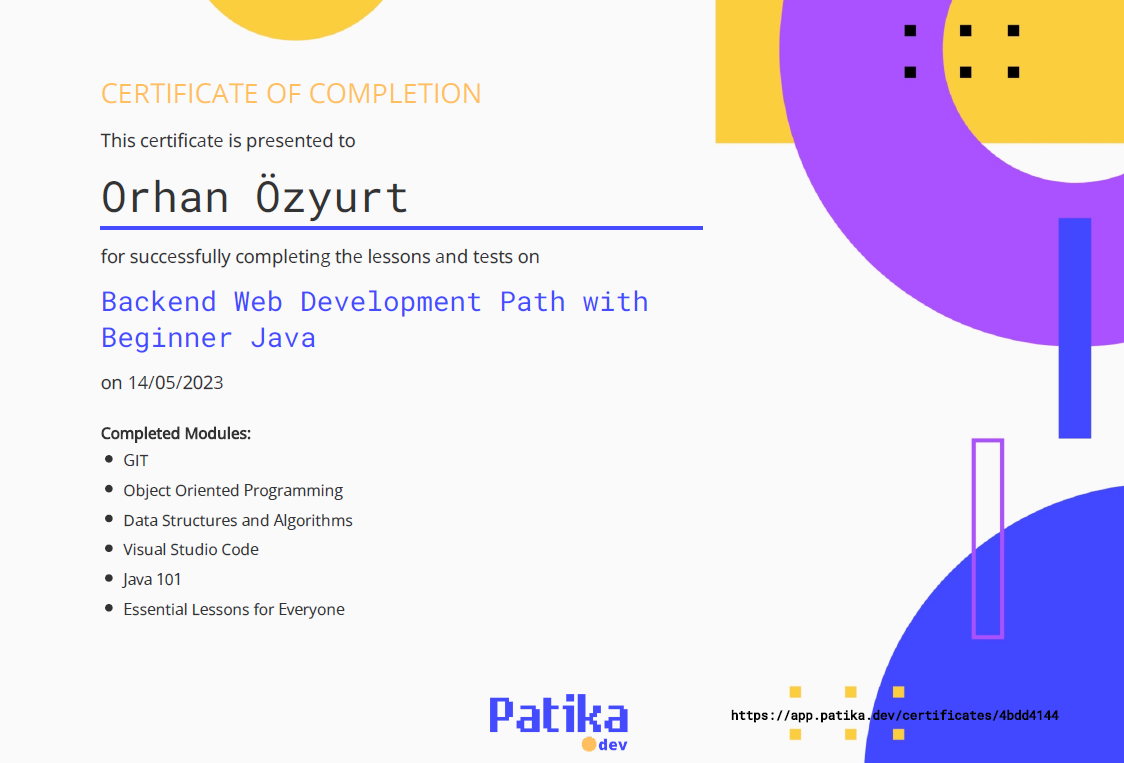 CERTIFICATE OF COMPLETION
This certificate is presented to
Orhan Özyurt
for successfully completing the lessons and tests on
Backend Web Development Path with
Beginner Java
on 14/05/2023
Completed Modules:
GIT
Object Oriented Programming
Data Structures and Algorithms
Visual Studio Code
Java 101
Essential Lessons for Everyone
Patika
dev
https://app.patika.dev/certificates/4bdd4144